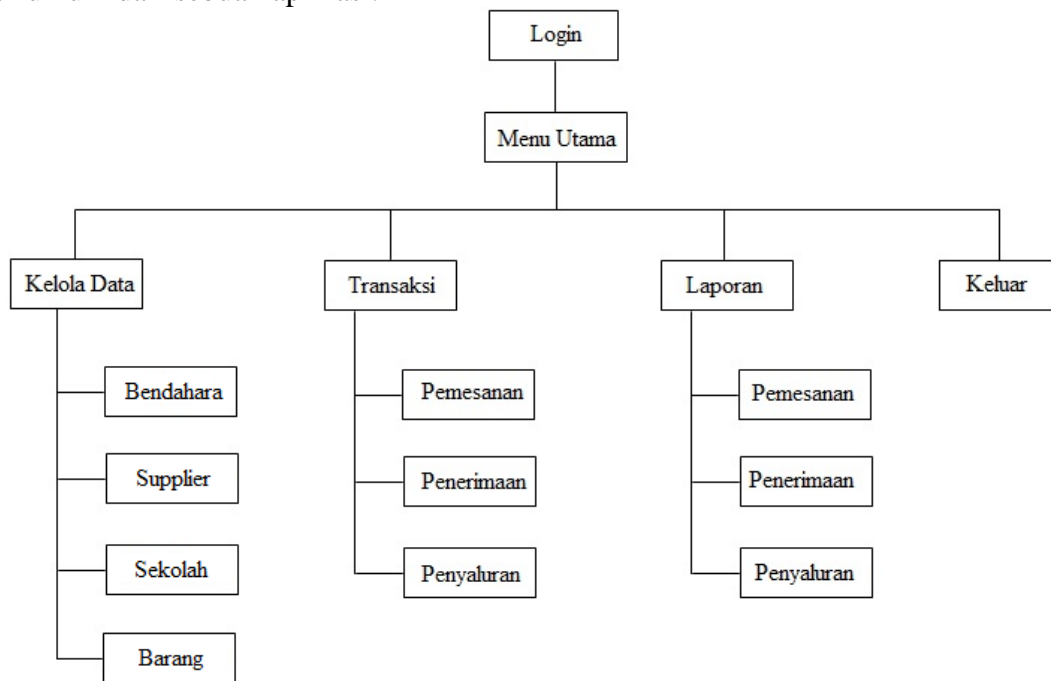 Login
Menu Utama
Kelola Data
Transaksi
Laporan
Keluar
Bendahara
Pemesanan
Pemesanan
Supplier
Penerimaan
Penerimaan
Sekolah
Penyaluran
Penyaluran
Barang